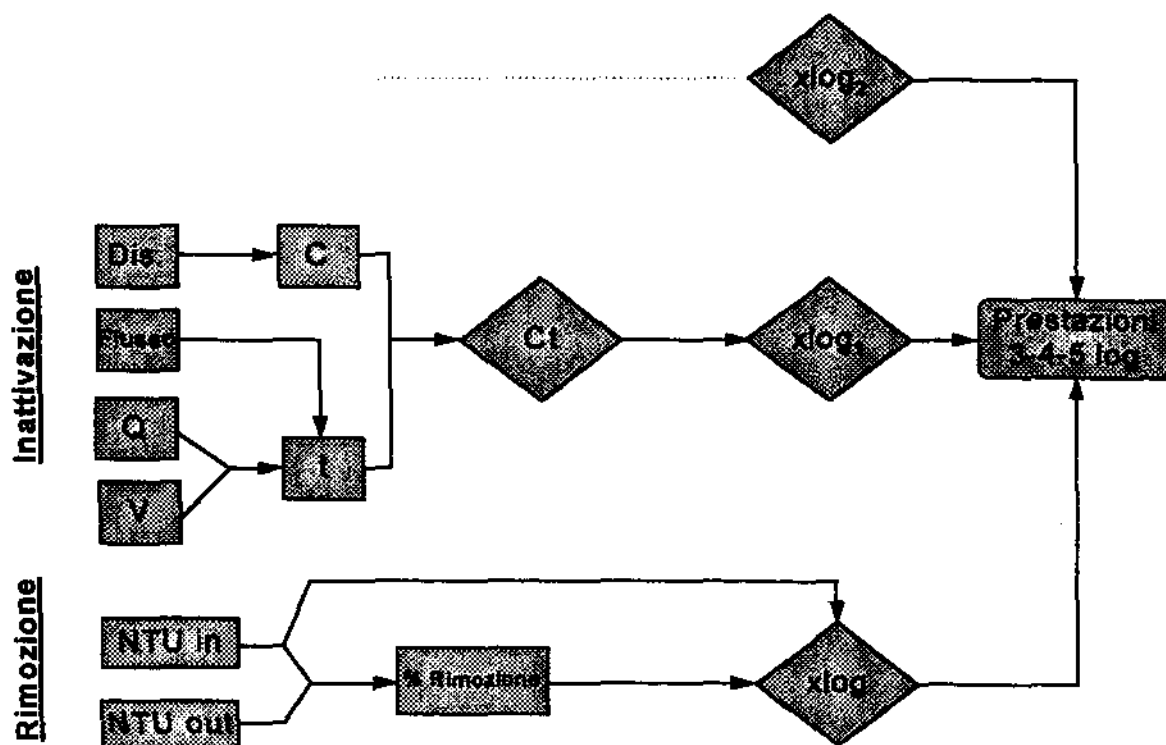 xlog2
Inattivazione
Dis.
C
Flusso
Q
V
t
Ct
xlog1
Prestazioni
3-4-5 log
Rimozione
NTU in
NTU out
% Rimozione
xlog